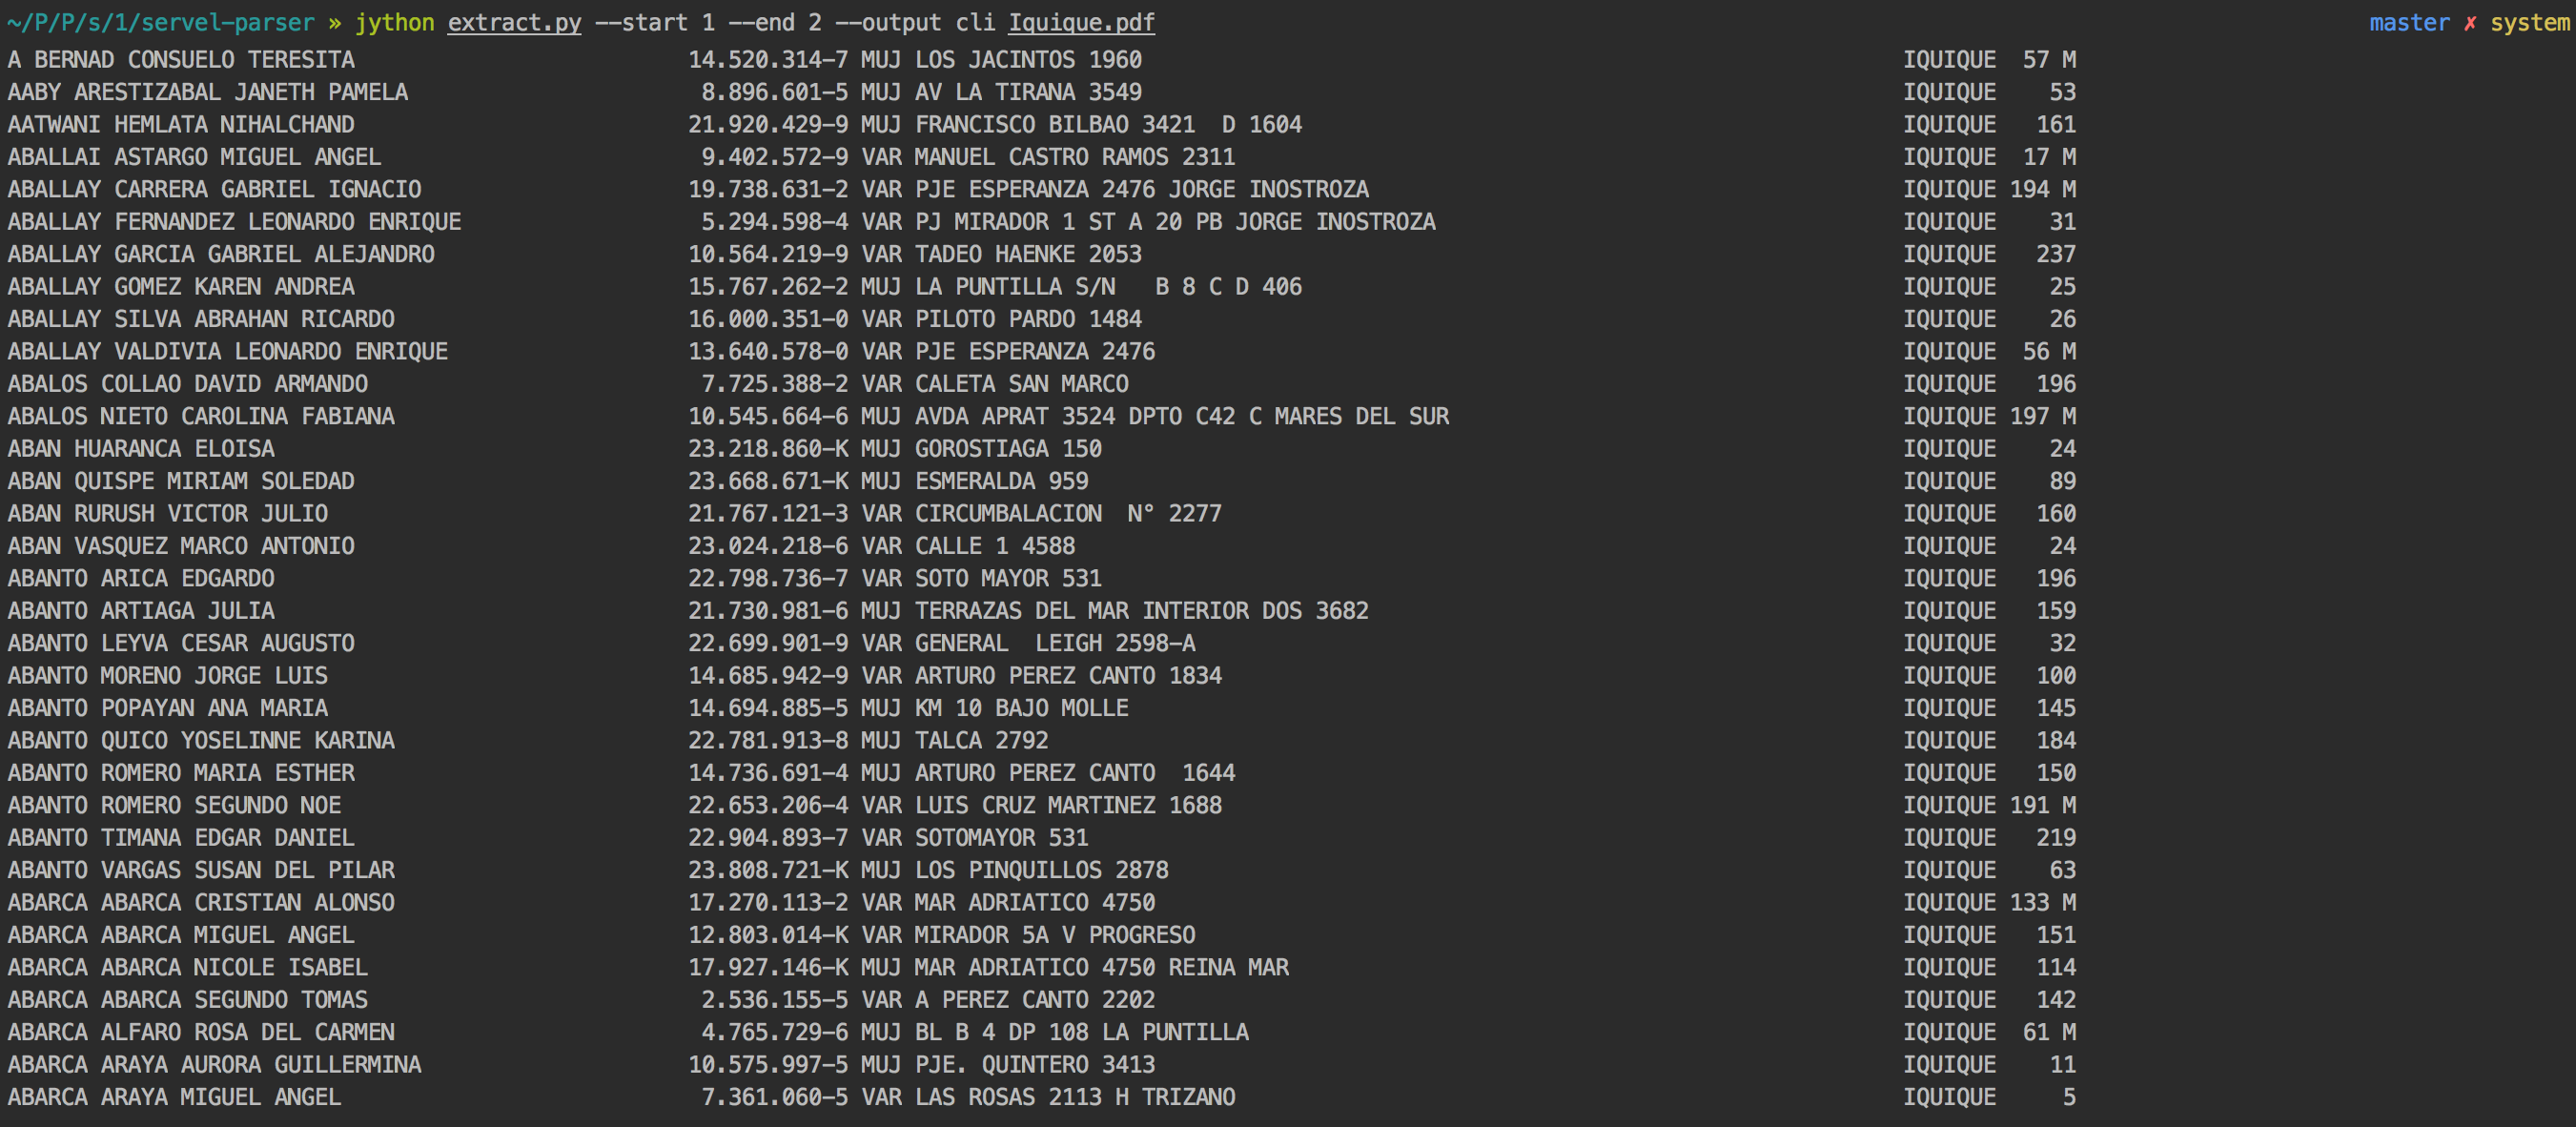 ~/P/P/s/1/servel-parser » jython extract.py --start 1 --end 2 --output cli Iquique.pdf master ✗ system
A BERNAD CONSUELO TERESITA 14.520.314-7 MUJ LOS JACINTOS 1960 IQUIQUE 57 M
AABY ARESTIZABAL JANETH PAMELA 8.896.601-5 MUJ AV LA TIRANA 3549 IQUIQUE 53
AATWANI HEMLATA NIHALCHAND 21.920.429-9 MUJ FRANCISCO BILBAO 3421  D 1604 IQUIQUE 161
ABALLAI ASTARGO MIGUEL ANGEL 9.402.572-9 VAR MANUEL CASTRO RAMOS 2311 IQUIQUE 17 M
ABALLAY CARRERA GABRIEL IGNACIO 19.738.631-2 VAR PJE ESPERANZA 2476 JORGE INOSTROZA IQUIQUE 194 M
ABALLAY FERNANDEZ LEONARDO ENRIQUE 5.294.598-4 VAR PJ MIRADOR 1 ST A 20 PB JORGE INOSTROZA IQUIQUE 31
ABALLAY GARCIA GABRIEL ALEJANDRO 10.564.219-9 VAR TADEO HAENKE 2053 IQUIQUE 237
ABALLAY GOMEZ KAREN ANDREA 15.767.262-2 MUJ LA PUNTILLA S/N   B 8 C D 406 IQUIQUE 25
ABALLAY SILVA ABRAHAN RICARDO 16.000.351-0 VAR PILOTO PARDO 1484 IQUIQUE 26
ABALLAY VALDIVIA LEONARDO ENRIQUE 13.640.578-0 VAR PJE ESPERANZA 2476 IQUIQUE 56 M
ABALOS COLLAO DAVID ARMANDO 7.725.388-2 VAR CALETA SAN MARCO IQUIQUE 196
ABALOS NIETO CAROLINA FABIANA 10.545.664-6 MUJ AVDA APRAT 3524 DPTO C42 C MARES DEL SUR IQUIQUE 197 M
ABAN HUARANCA ELOISA 23.218.860-K MUJ GOROSTIAGA 150 IQUIQUE 24
ABAN QUISPE MIRIAM SOLEDAD 23.668.671-K MUJ ESMERALDA 959 IQUIQUE 89
ABAN RURUSH VICTOR JULIO 21.767.121-3 VAR CIRCUMBALACION  N° 2277 IQUIQUE 160
ABAN VASQUEZ MARCO ANTONIO 23.024.218-6 VAR CALLE 1 4588 IQUIQUE 24
ABANTO ARICA EDGARDO 22.798.736-7 VAR SOTO MAYOR 531 IQUIQUE 196
ABANTO ARTIAGA JULIA 21.730.981-6 MUJ TERRAZAS DEL MAR INTERIOR DOS 3682 IQUIQUE 159
ABANTO LEYVA CESAR AUGUSTO 22.699.901-9 VAR GENERAL  LEIGH 2598-A IQUIQUE 32
ABANTO MORENO JORGE LUIS 14.685.942-9 VAR ARTURO PEREZ CANTO 1834 IQUIQUE 100
ABANTO POPAYAN ANA MARIA 14.694.885-5 MUJ KM 10 BAJO MOLLE IQUIQUE 145
ABANTO QUICO YOSELINNE KARINA 22.781.913-8 MUJ TALCA 2792 IQUIQUE 184
ABANTO ROMERO MARIA ESTHER 14.736.691-4 MUJ ARTURO PEREZ CANTO  1644 IQUIQUE 150
ABANTO ROMERO SEGUNDO NOE 22.653.206-4 VAR LUIS CRUZ MARTINEZ 1688 IQUIQUE 191 M
ABANTO TIMANA EDGAR DANIEL 22.904.893-7 VAR SOTOMAYOR 531 IQUIQUE 219
ABANTO VARGAS SUSAN DEL PILAR 23.808.721-K MUJ LOS PINQUILLOS 2878 IQUIQUE 63
ABARCA ABARCA CRISTIAN ALONSO 17.270.113-2 VAR MAR ADRIATICO 4750 IQUIQUE 133 M
ABARCA ABARCA MIGUEL ANGEL 12.803.014-K VAR MIRADOR 5A V PROGRESO IQUIQUE 151
ABARCA ABARCA NICOLE ISABEL 17.927.146-K MUJ MAR ADRIATICO 4750 REINA MAR IQUIQUE 114
ABARCA ABARCA SEGUNDO TOMAS 2.536.155-5 VAR A PEREZ CANTO 2202 IQUIQUE 142
ABARCA ALFARO ROSA DEL CARMEN 4.765.729-6 MUJ BL B 4 DP 108 LA PUNTILLA IQUIQUE 61 M
ABARCA ARAYA AURORA GUILLERMINA 10.575.997-5 MUJ PJE. QUINTERO 3413 IQUIQUE 11
ABARCA ARAYA MIGUEL ANGEL 7.361.060-5 VAR LAS ROSAS 2113 H TRIZANO IQUIQUE 5